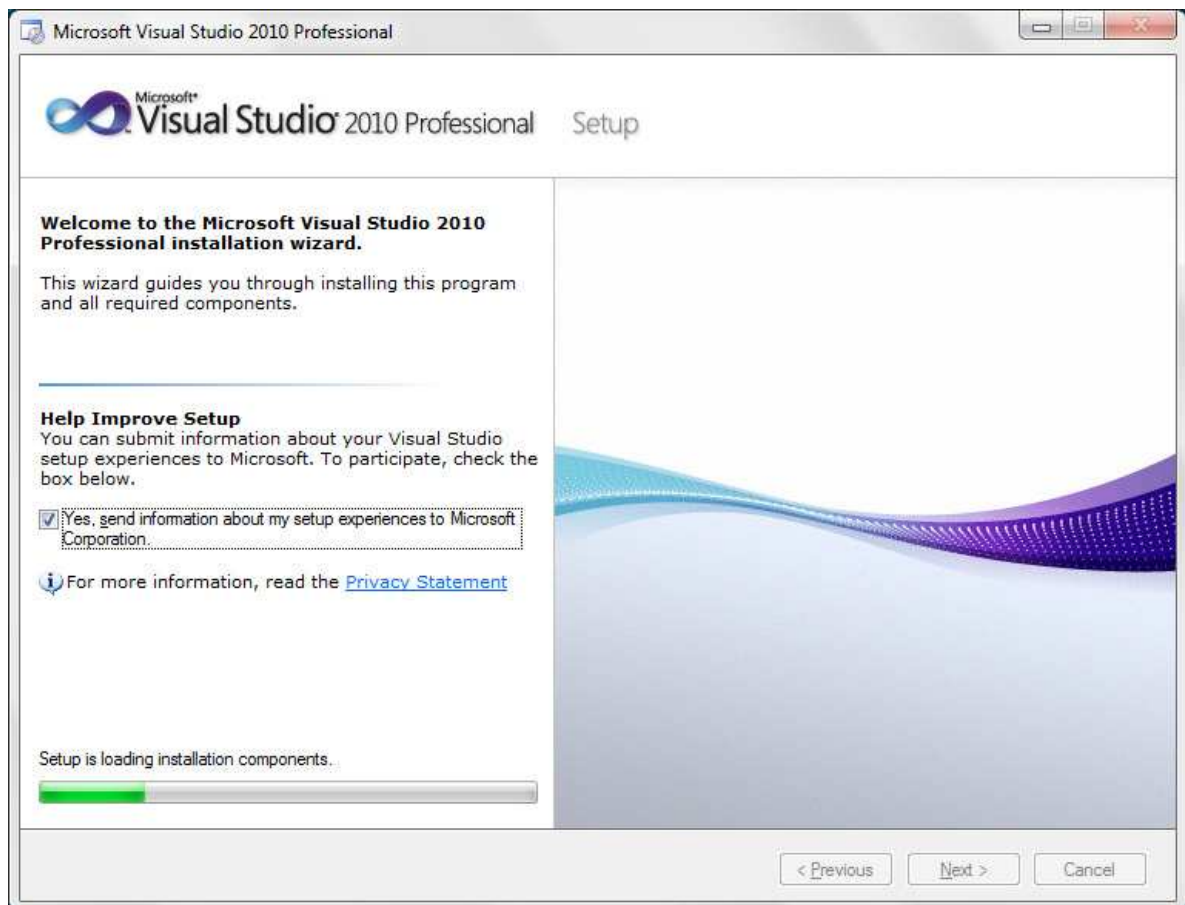 Microsoft Visual Studio 2010 Professional
Microsoft®
Visual Studio 2010 Professional Setup
Welcome to the Microsoft Visual Studio 2010
Professional installation wizard.
This wizard guides you through installing this program
and all required components.
Help Improve Setup
You can submit information about your Visual Studio
setup experiences to Microsoft. To participate, check the
box below.
Yes, send information about my setup experiences to Microsoft
Corporation.
For more information, read the Privacy Statement
Setup is loading installation components.
< Previous Next > Cancel